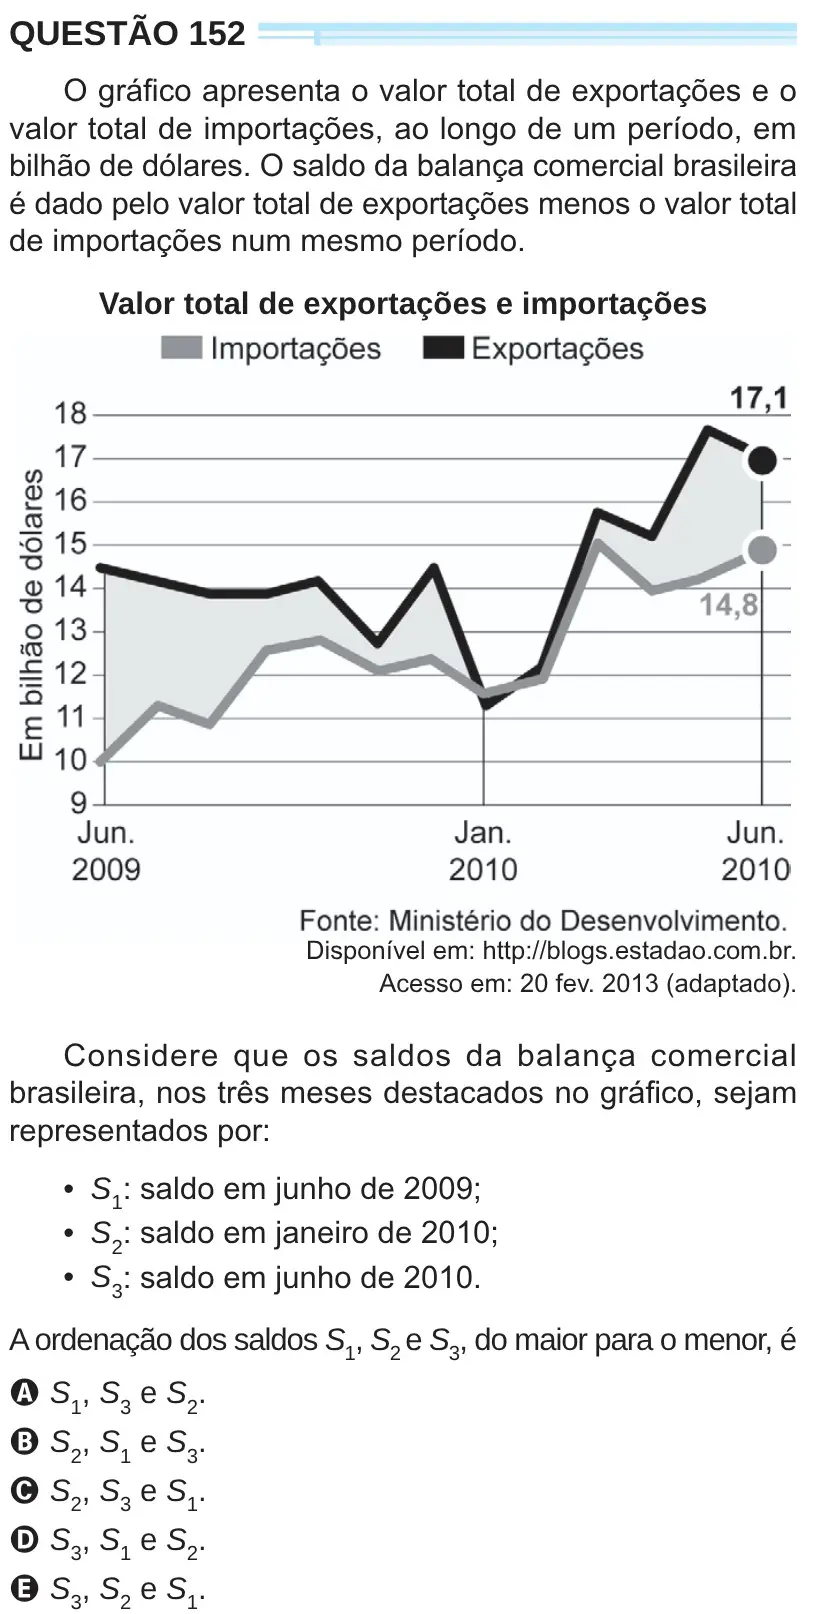 QUESTÃO 152
O gráfico apresenta o valor total de exportações e o
valor total de importações, ao longo de um período, em
bilhão de dólares. O saldo da balança comercial brasileira
é dado pelo valor total de exportações menos o valor total
de importações num mesmo período.
Valor total de exportações e importações
Importações Exportações
17,1
18
17
16
15
14
14,8
13
12
11
10
9
Em bilhão de dólares
Jun. Jan. Jun.
2009 2010 2010
Fonte: Ministério do Desenvolvimento.
Disponível em: http://blogs.estadao.com.br.
Acesso em: 20 fev. 2013 (adaptado).
Considere que os saldos da balança comercial
brasileira, nos três meses destacados no gráfico, sejam
representados por:
• S1: saldo em junho de 2009;
• S2: saldo em janeiro de 2010;
• S3: saldo em junho de 2010.
A ordenação dos saldos S1, S2 e S3, do maior para o menor, é
A S1, S3 e S2.
B S2, S1 e S3.
C S2, S3 e S1.
D S3, S1 e S2.
E S3, S2 e S1.